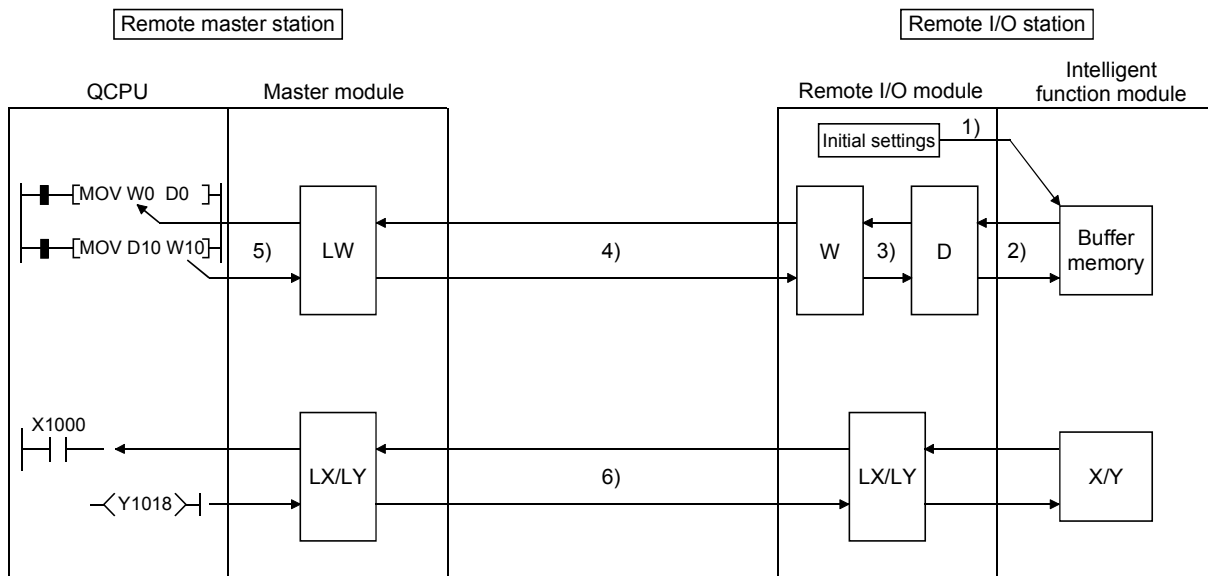 Remote master station
Remote I/O station
QCPU
Master module
Remote I/O module
Intelligent
function module
Initial settings
1)
MOV W0 D0
MOV D10 W10
5)
LW
4)
W
3)
D
2)
Buffer
memory
X1000
Y1018
LX/LY
6)
LX/LY
X/Y